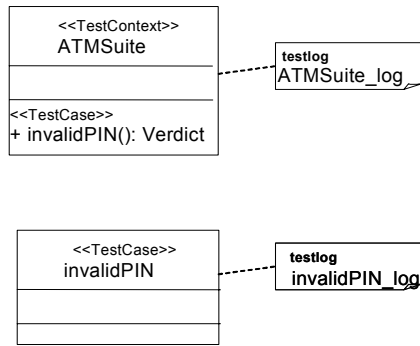 <<TestContext>>
ATMSuite
<<TestCase>>
+ invalidPIN(): Verdict
testlog
ATMSuite_log
<<TestCase>>
invalidPIN
testlog
invalidPIN_log